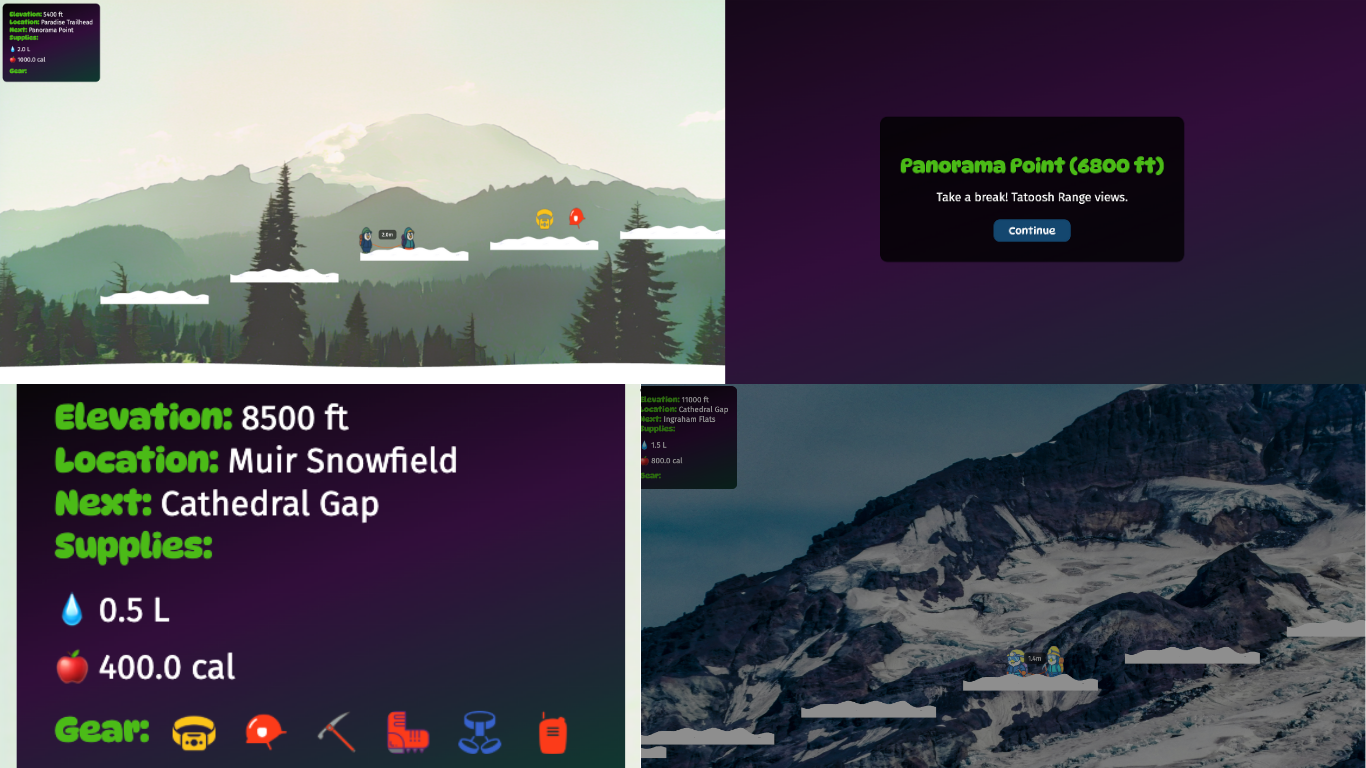 Elevation: 5400 ft
Location: Paradise Trailhead
Next: Panorama Point
Supplies:
2.0 L
1000.0 cal
Gear:
2.0m
Panorama Point (6800 ft)
Take a break! Tatoosh Range views.
Continue
Elevation: 8500 ft
Location: Muir Snowfield
Next: Cathedral Gap
Supplies:
0.5 L
400.0 cal
Gear:
Elevation: 11000 ft
Location: Cathedral Gap
Next: Ingraham Flats
Supplies:
1.5 L
800.0 cal
Gear:
1.4m